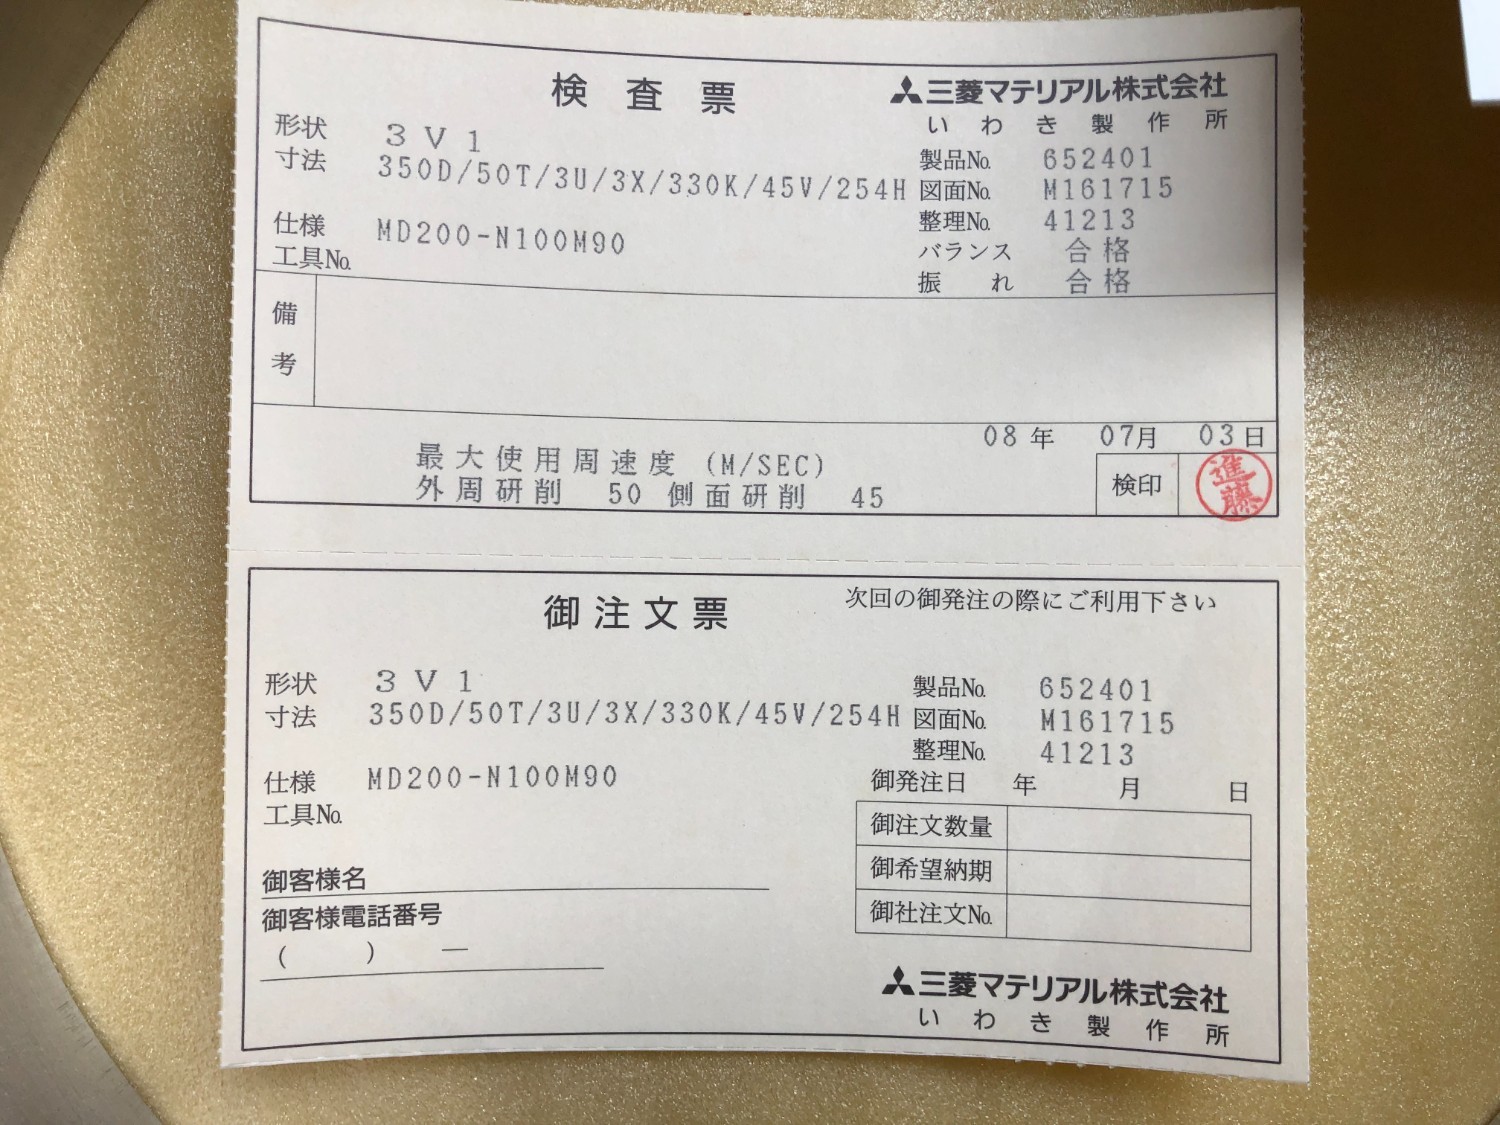 検査票
三菱マテリアル株式会社
いわき製作所
形状 3V1
寸法 350D/50T/3U/3X/330K/45V/254H
仕様 MD200-N100M90
工具№
製品№ 652401
図面№ M161715
整理№ 41213
バランス 合格
振れ 合格
備考
08年 07月 03日
最大使用周速度 (M/SEC)
外周研削 50 側面研削 45
検印 進藤
御注文票
次回の御発注の際にご利用下さい
形状 3V1
寸法 350D/50T/3U/3X/330K/45V/254H
仕様 MD200-N100M90
工具№
製品№ 652401
図面№ M161715
整理№ 41213
御発注日 年 月 日
御注文数量
御希望納期
御社注文№
御客様名
御客様電話番号
( ) ―
三菱マテリアル株式会社
いわき製作所